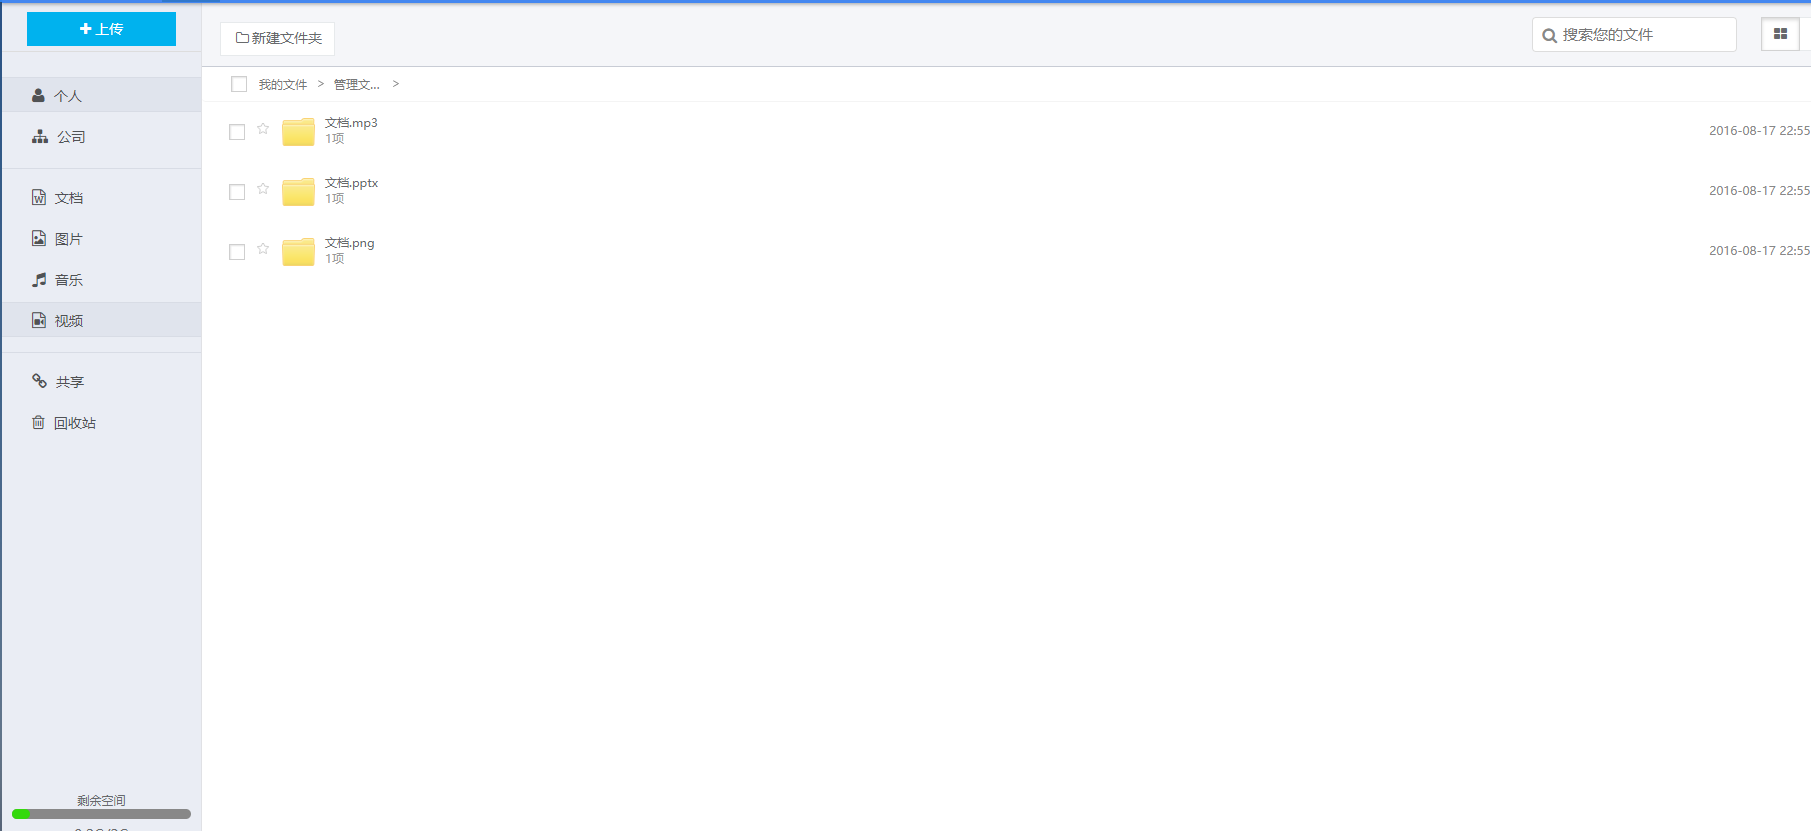 上传
个人
公司
文档
图片
音乐
视频
共享
回收站
剩余空间
新建文件夹
搜索您的文件
我的文件 > 管理文... >
文档.mp3
1项
2016-08-17 22:55
文档.pptx
1项
2016-08-17 22:55
文档.png
1项
2016-08-17 22:55